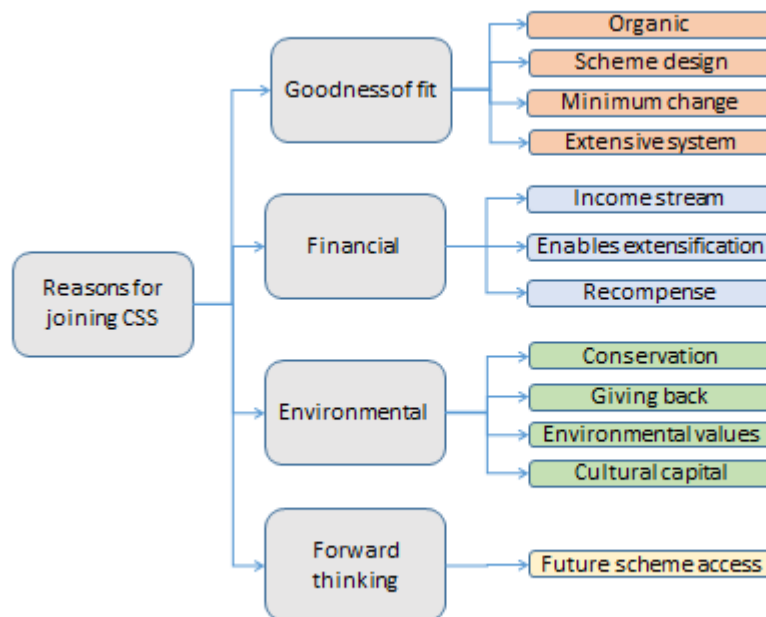 Reasons for
joining CSS
Goodness of fit
Organic
Scheme design
Minimum change
Extensive system
Financial
Income stream
Enables extensification
Recompense
Environmental
Conservation
Giving back
Environmental values
Cultural capital
Forward
thinking
Future scheme access